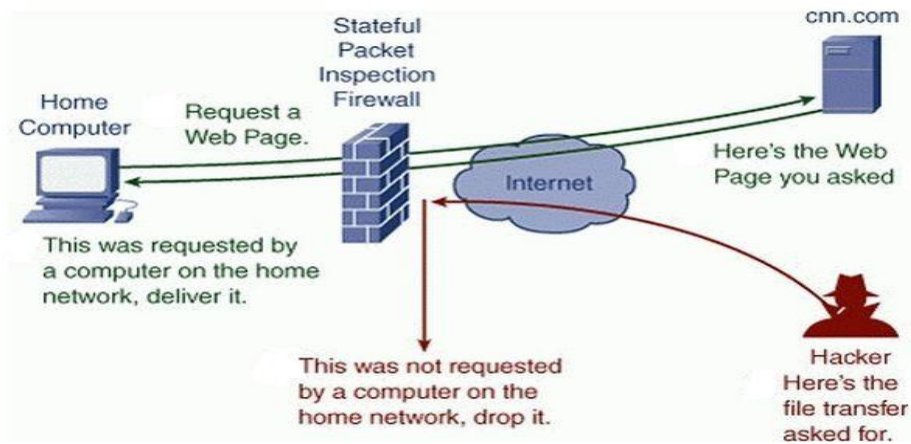 cnn.com
Stateful
Packet
Inspection
Firewall
Home
Computer
Request a
Web Page.
Here's the Web
Page you asked
Internet
This was requested by
a computer on the home
network, deliver it.
This was not requested
by a computer on the
home network, drop it.
Hacker
Here's the
file transfer
asked for.